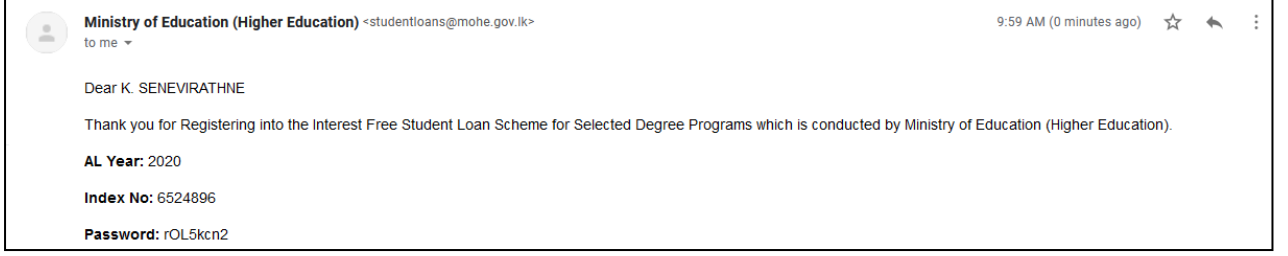 Ministry of Education (Higher Education) <studentloans@mohe.gov.lk> 9:59 AM (0 minutes ago)
to me
Dear K. SENEVIRATHNE
Thank you for Registering into the Interest Free Student Loan Scheme for Selected Degree Programs which is conducted by Ministry of Education (Higher Education).
AL Year: 2020
Index No: 6524896
Password: rOL5kcn2